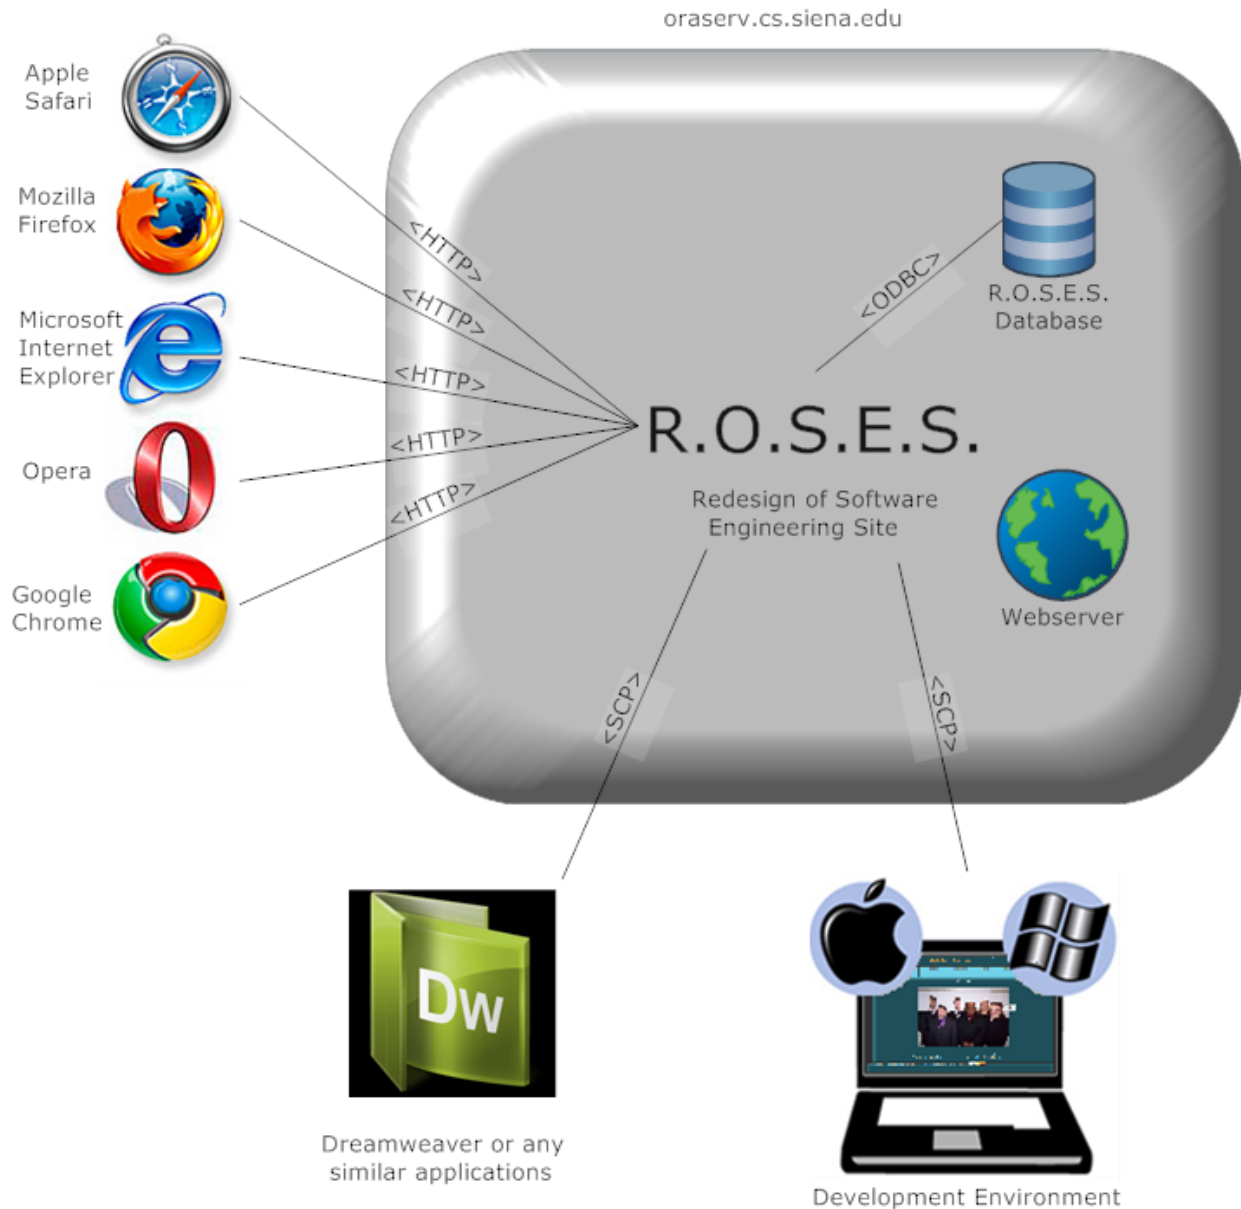 oraserv.cs.siena.edu
Apple
Safari
Mozilla
Firefox
Microsoft
Internet
Explorer
Opera
Google
Chrome
<HTTP>
<HTTP>
<HTTP>
<HTTP>
<HTTP>
<ODBC>
R.O.S.E.S.
Database
R.O.S.E.S.
Redesign of Software
Engineering Site
Webserver
<SCP>
<SCP>
Dw
Dreamweaver or any
similar applications
Development Environment